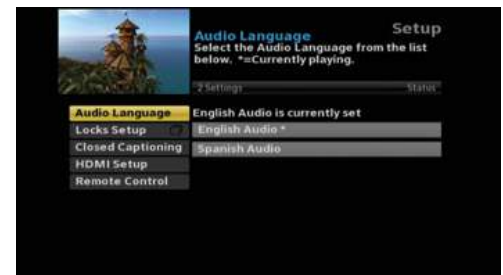 Setup
Audio Language
Select the Audio Language from the list
below. *=Currently playing.
2 Settings Status
Audio Language
English Audio is currently set
Locks Setup
English Audio *
Closed Captioning
Spanish Audio
HDMI Setup
Remote Control